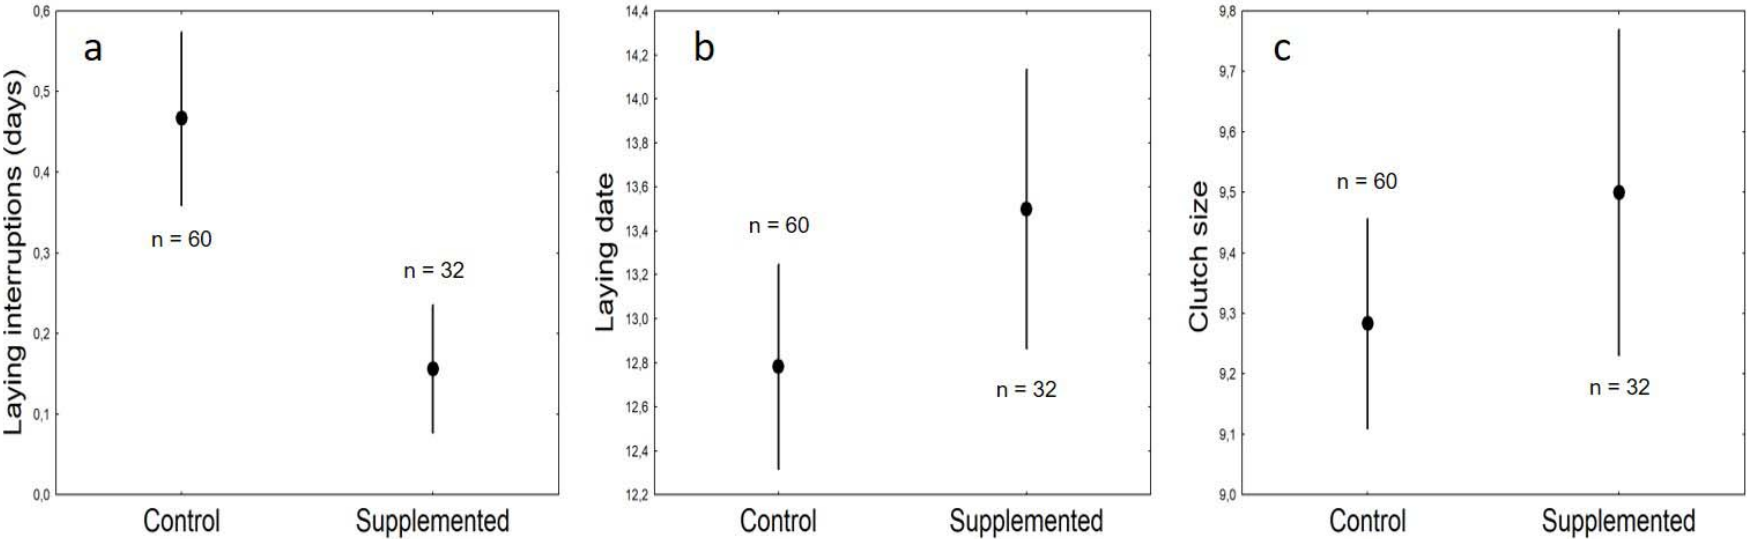 a
Laying interruptions (days)
0,6
0,5
0,4
0,3
0,2
0,1
0,0
n = 60
n = 32
Control
Supplemented
b
Laying date
14,4
14,2
14,0
13,8
13,6
13,4
13,2
13,0
12,8
12,6
12,4
12,2
n = 60
n = 32
Control
Supplemented
c
Clutch size
9,8
9,7
9,6
9,5
9,4
9,3
9,2
9,1
9,0
n = 60
n = 32
Control
Supplemented